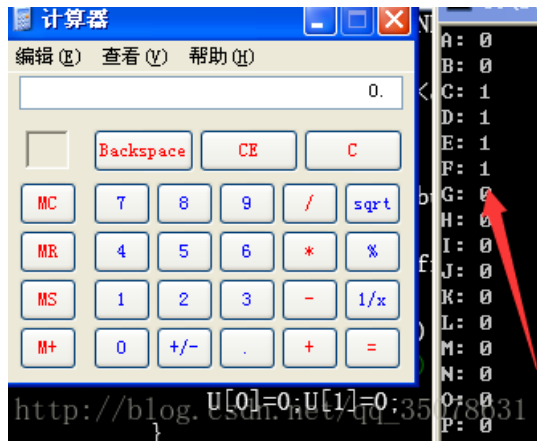 计算器
编辑(E) 查看(V) 帮助(H)
0.
Backspace CE C
MC 7 8 9 / sqrt
MR 4 5 6 * %
MS 1 2 3 - 1/x
M+ 0 +/- . + =
A: 0
B: 0
C: 1
D: 1
E: 1
F: 1
G: 0
H: 0
I: 0
J: 0
K: 0
L: 0
M: 0
N: 0
O: 0
P: 0
U[0]=0;U[1]=0;
}
http://blog.csdn.net/qq_35078631